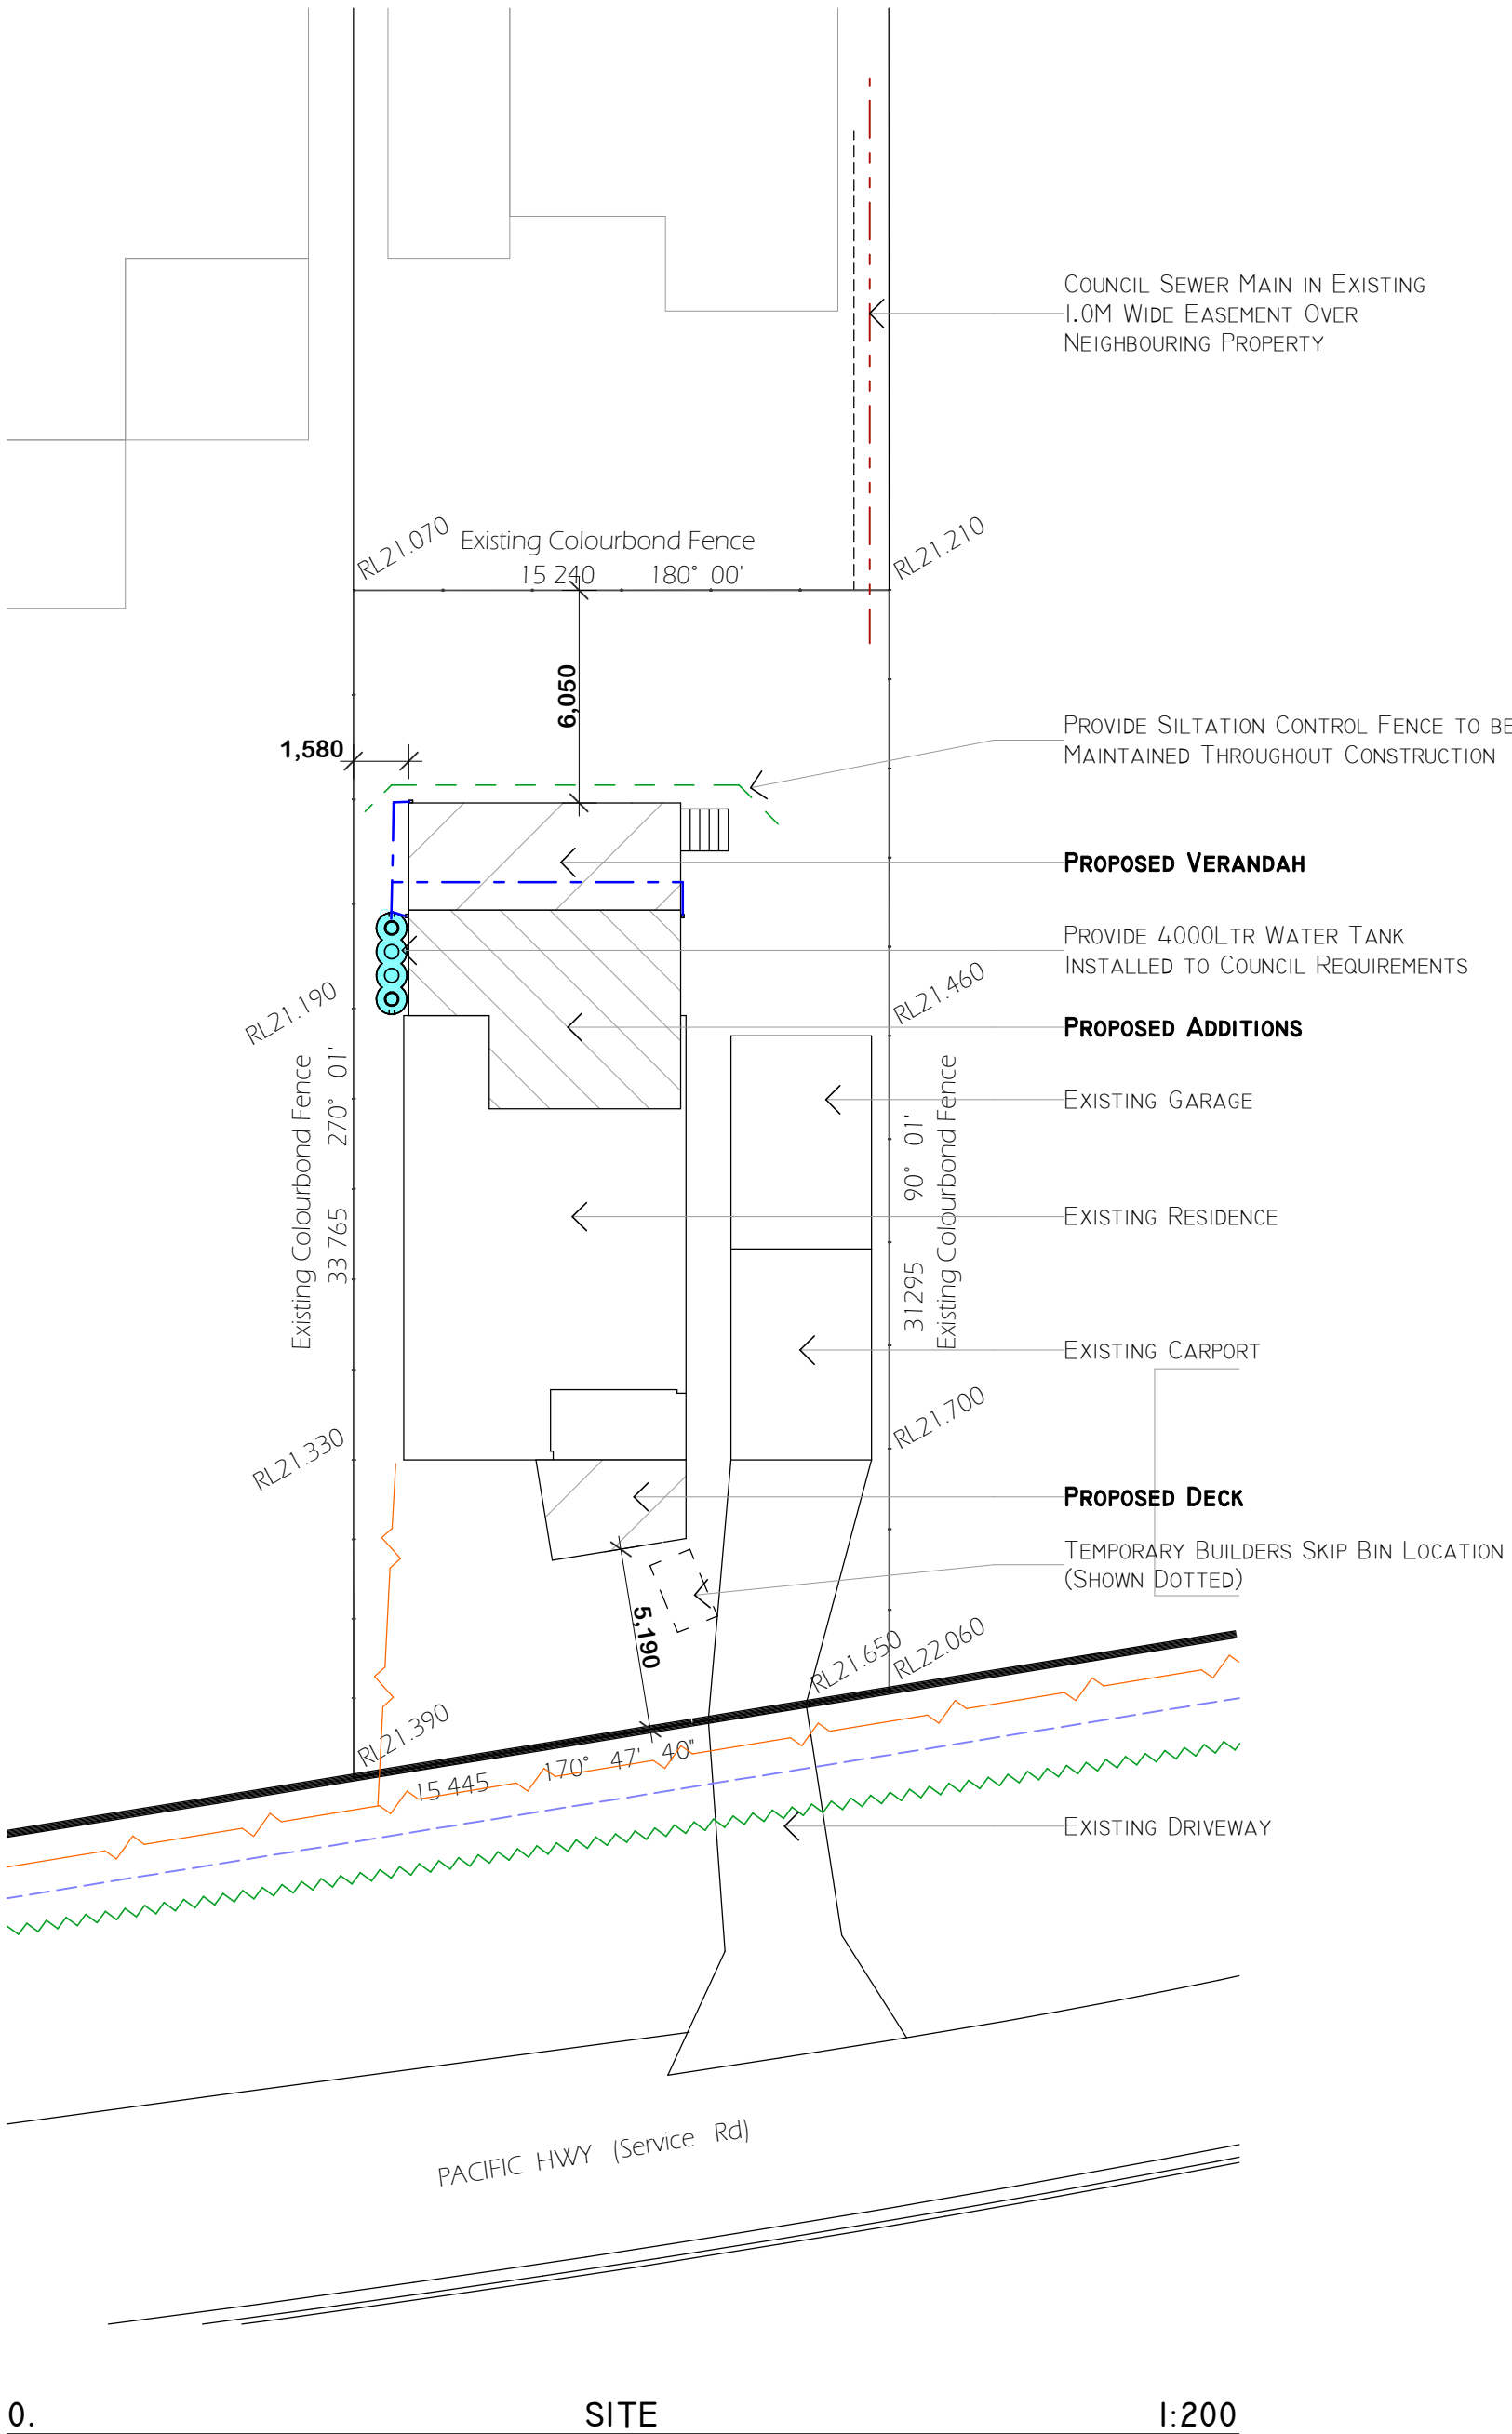 COUNCIL SEWER MAIN IN EXISTING
1.0M WIDE EASEMENT OVER
NEIGHBOURING PROPERTY
RL21.070
Existing Colourbond Fence
15 240 180° 00'
RL21.210
6,050
1,580
PROVIDE SILTATION CONTROL FENCE TO BE
MAINTAINED THROUGHOUT CONSTRUCTION
PROPOSED VERANDAH
PROVIDE 4000LTR WATER TANK
INSTALLED TO COUNCIL REQUIREMENTS
RL21.190
RL21.460
PROPOSED ADDITIONS
Existing Colourbond Fence
33 765 270° 01'
31295 90° 01'
Existing Colourbond Fence
EXISTING GARAGE
EXISTING RESIDENCE
EXISTING CARPORT
RL21.330
RL21.700
PROPOSED DECK
TEMPORARY BUILDERS SKIP BIN LOCATION
(SHOWN DOTTED)
5,190
RL21.650
RL22.060
RL21.390
15 445 170° 47' 40"
EXISTING DRIVEWAY
PACIFIC HWY (Service Rd)
0. SITE 1:200